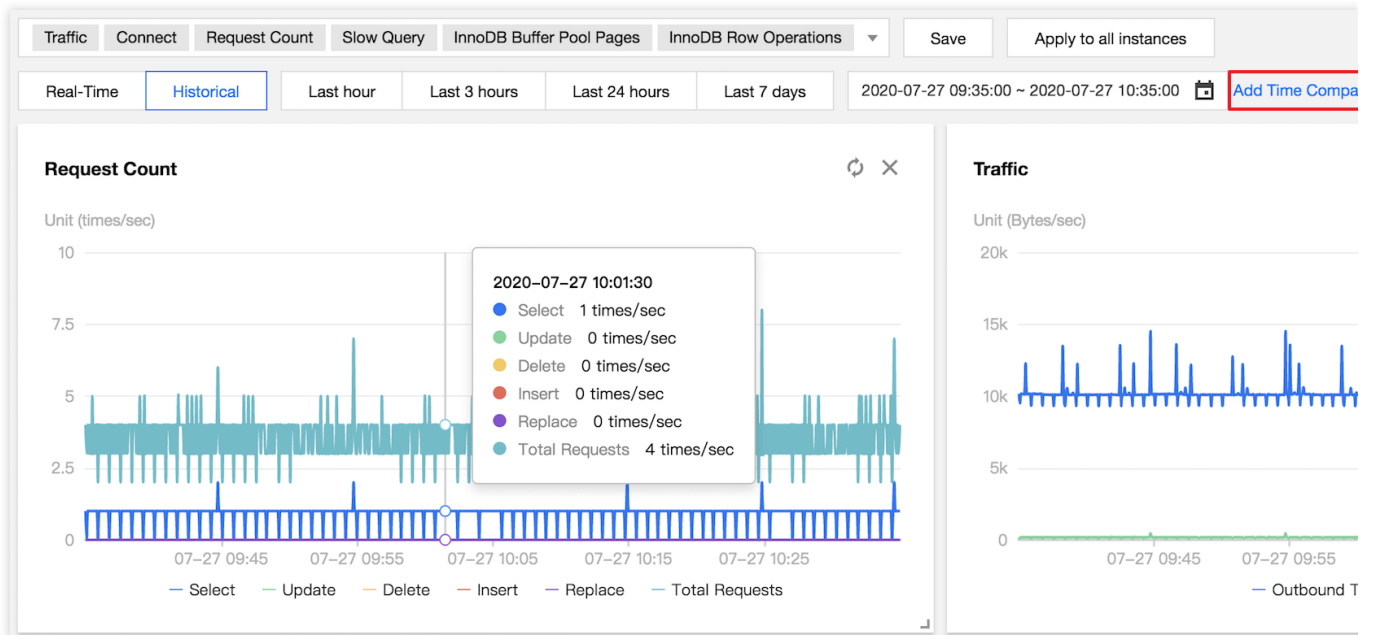 Traffic Connect Request Count Slow Query InnoDB Buffer Pool Pages InnoDB Row Operations Save Apply to all instances
Real-Time Historical Last hour Last 3 hours Last 24 hours Last 7 days 2020-07-27 09:35:00 ~ 2020-07-27 10:35:00 Add Time Compa
Request Count
Unit (times/sec)
10
7.5
5
2.5
0
2020-07-27 10:01:30
Select 1 times/sec
Update 0 times/sec
Delete 0 times/sec
Insert 0 times/sec
Replace 0 times/sec
Total Requests 4 times/sec
07-27 09:45 07-27 09:55 07-27 10:05 07-27 10:15 07-27 10:25
Select Update Delete Insert Replace Total Requests
Traffic
Unit (Bytes/sec)
20k
15k
10k
5k
0
07-27 09:45 07-27 09:55
Outbound T